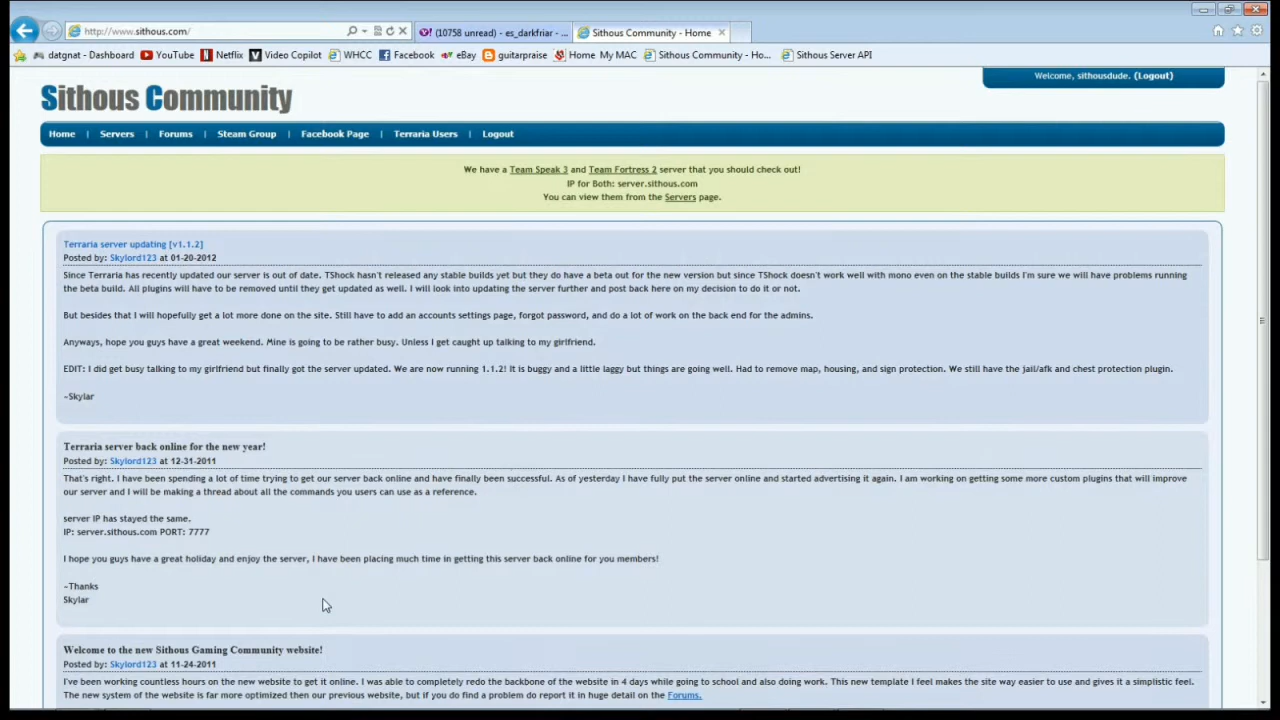 http://www.sithous.com/
(10758 unread) - es_darkfriar - ...
Sithous Community - Home
datgnat - Dashboard
YouTube
Netflix
Video Copilot
WHCC
Facebook
eBay
guitarpraise
Home My MAC
Sithous Community - Ho...
Sithous Server API
Welcome, sithousdude. (Logout)
Sithous Community
Home | Servers | Forums | Steam Group | Facebook Page | Terraria Users | Logout
We have a Team Speak 3 and Team Fortress 2 server that you should check out!
IP for Both: server.sithous.com
You can view them from the Servers page.
Terraria server updating [v1.1.2]
Posted by: Skylord123 at 01-20-2012
Since Terraria has recently updated our server is out of date. TShock hasn't released any stable builds yet but they do have a beta out for the new version but since TShock doesn't work well with mono even on the stable builds I'm sure we will have problems running
the beta build. All plugins will have to be removed until they get updated as well. I will look into updating the server further and post back here on my decision to do it or not.
But besides that I will hopefully get a lot more done on the site. Still have to add an accounts settings page, forgot password, and do a lot of work on the back end for the admins.
Anyways, hope you guys have a great weekend. Mine is going to be rather busy. Unless I get caught up talking to my girlfriend.
EDIT: I did get busy talking to my girlfriend but finally got the server updated. We are now running 1.1.2! It is buggy and a little laggy but things are going well. Had to remove map, housing, and sign protection. We still have the jail/afk and chest protection plugin.
~Skylar
Terraria server back online for the new year!
Posted by: Skylord123 at 12-31-2011
That's right. I have been spending a lot of time trying to get our server back online and have finally been successful. As of yesterday I have fully put the server online and started advertising it again. I am working on getting some more custom plugins that will improve
our server and I will be making a thread about all the commands you users can use as a reference.
server IP has stayed the same.
IP: server.sithous.com PORT: 7777
I hope you guys have a great holiday and enjoy the server, I have been placing much time in getting this server back online for you members!
~Thanks
Skylar
Welcome to the new Sithous Gaming Community website!
Posted by: Skylord123 at 11-24-2011
I've been working countless hours on the new website to get it online. I was able to completely redo the backbone of the website in 4 days while going to school and also doing work. This new template I feel makes the site way easier to use and gives it a simplistic feel.
The new system of the website is far more optimized then our previous website, but if you do find a problem do report it in huge detail on the Forums.